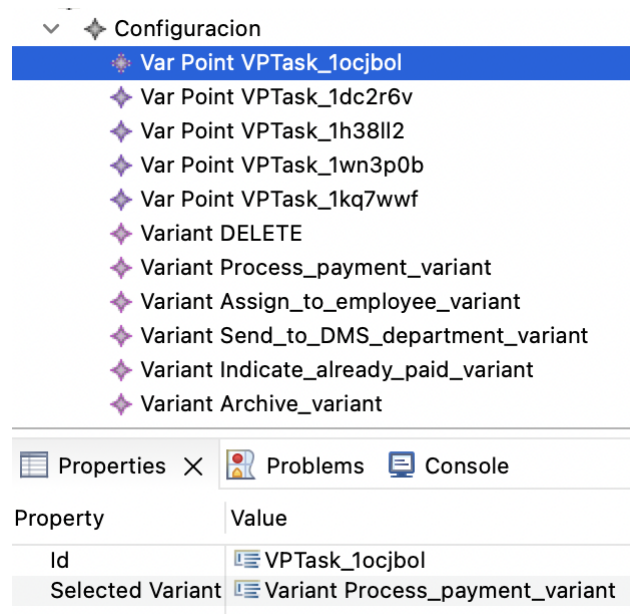 Configuracion
Var Point VPTask_1ocjbol
Var Point VPTask_1dc2r6v
Var Point VPTask_1h38ll2
Var Point VPTask_1wn3p0b
Var Point VPTask_1kq7wwf
Variant DELETE
Variant Process_payment_variant
Variant Assign_to_employee_variant
Variant Send_to_DMS_department_variant
Variant Indicate_already_paid_variant
Variant Archive_variant
Properties Problems Console
Property Value
Id VPTask_1ocjbol
Selected Variant Variant Process_payment_variant